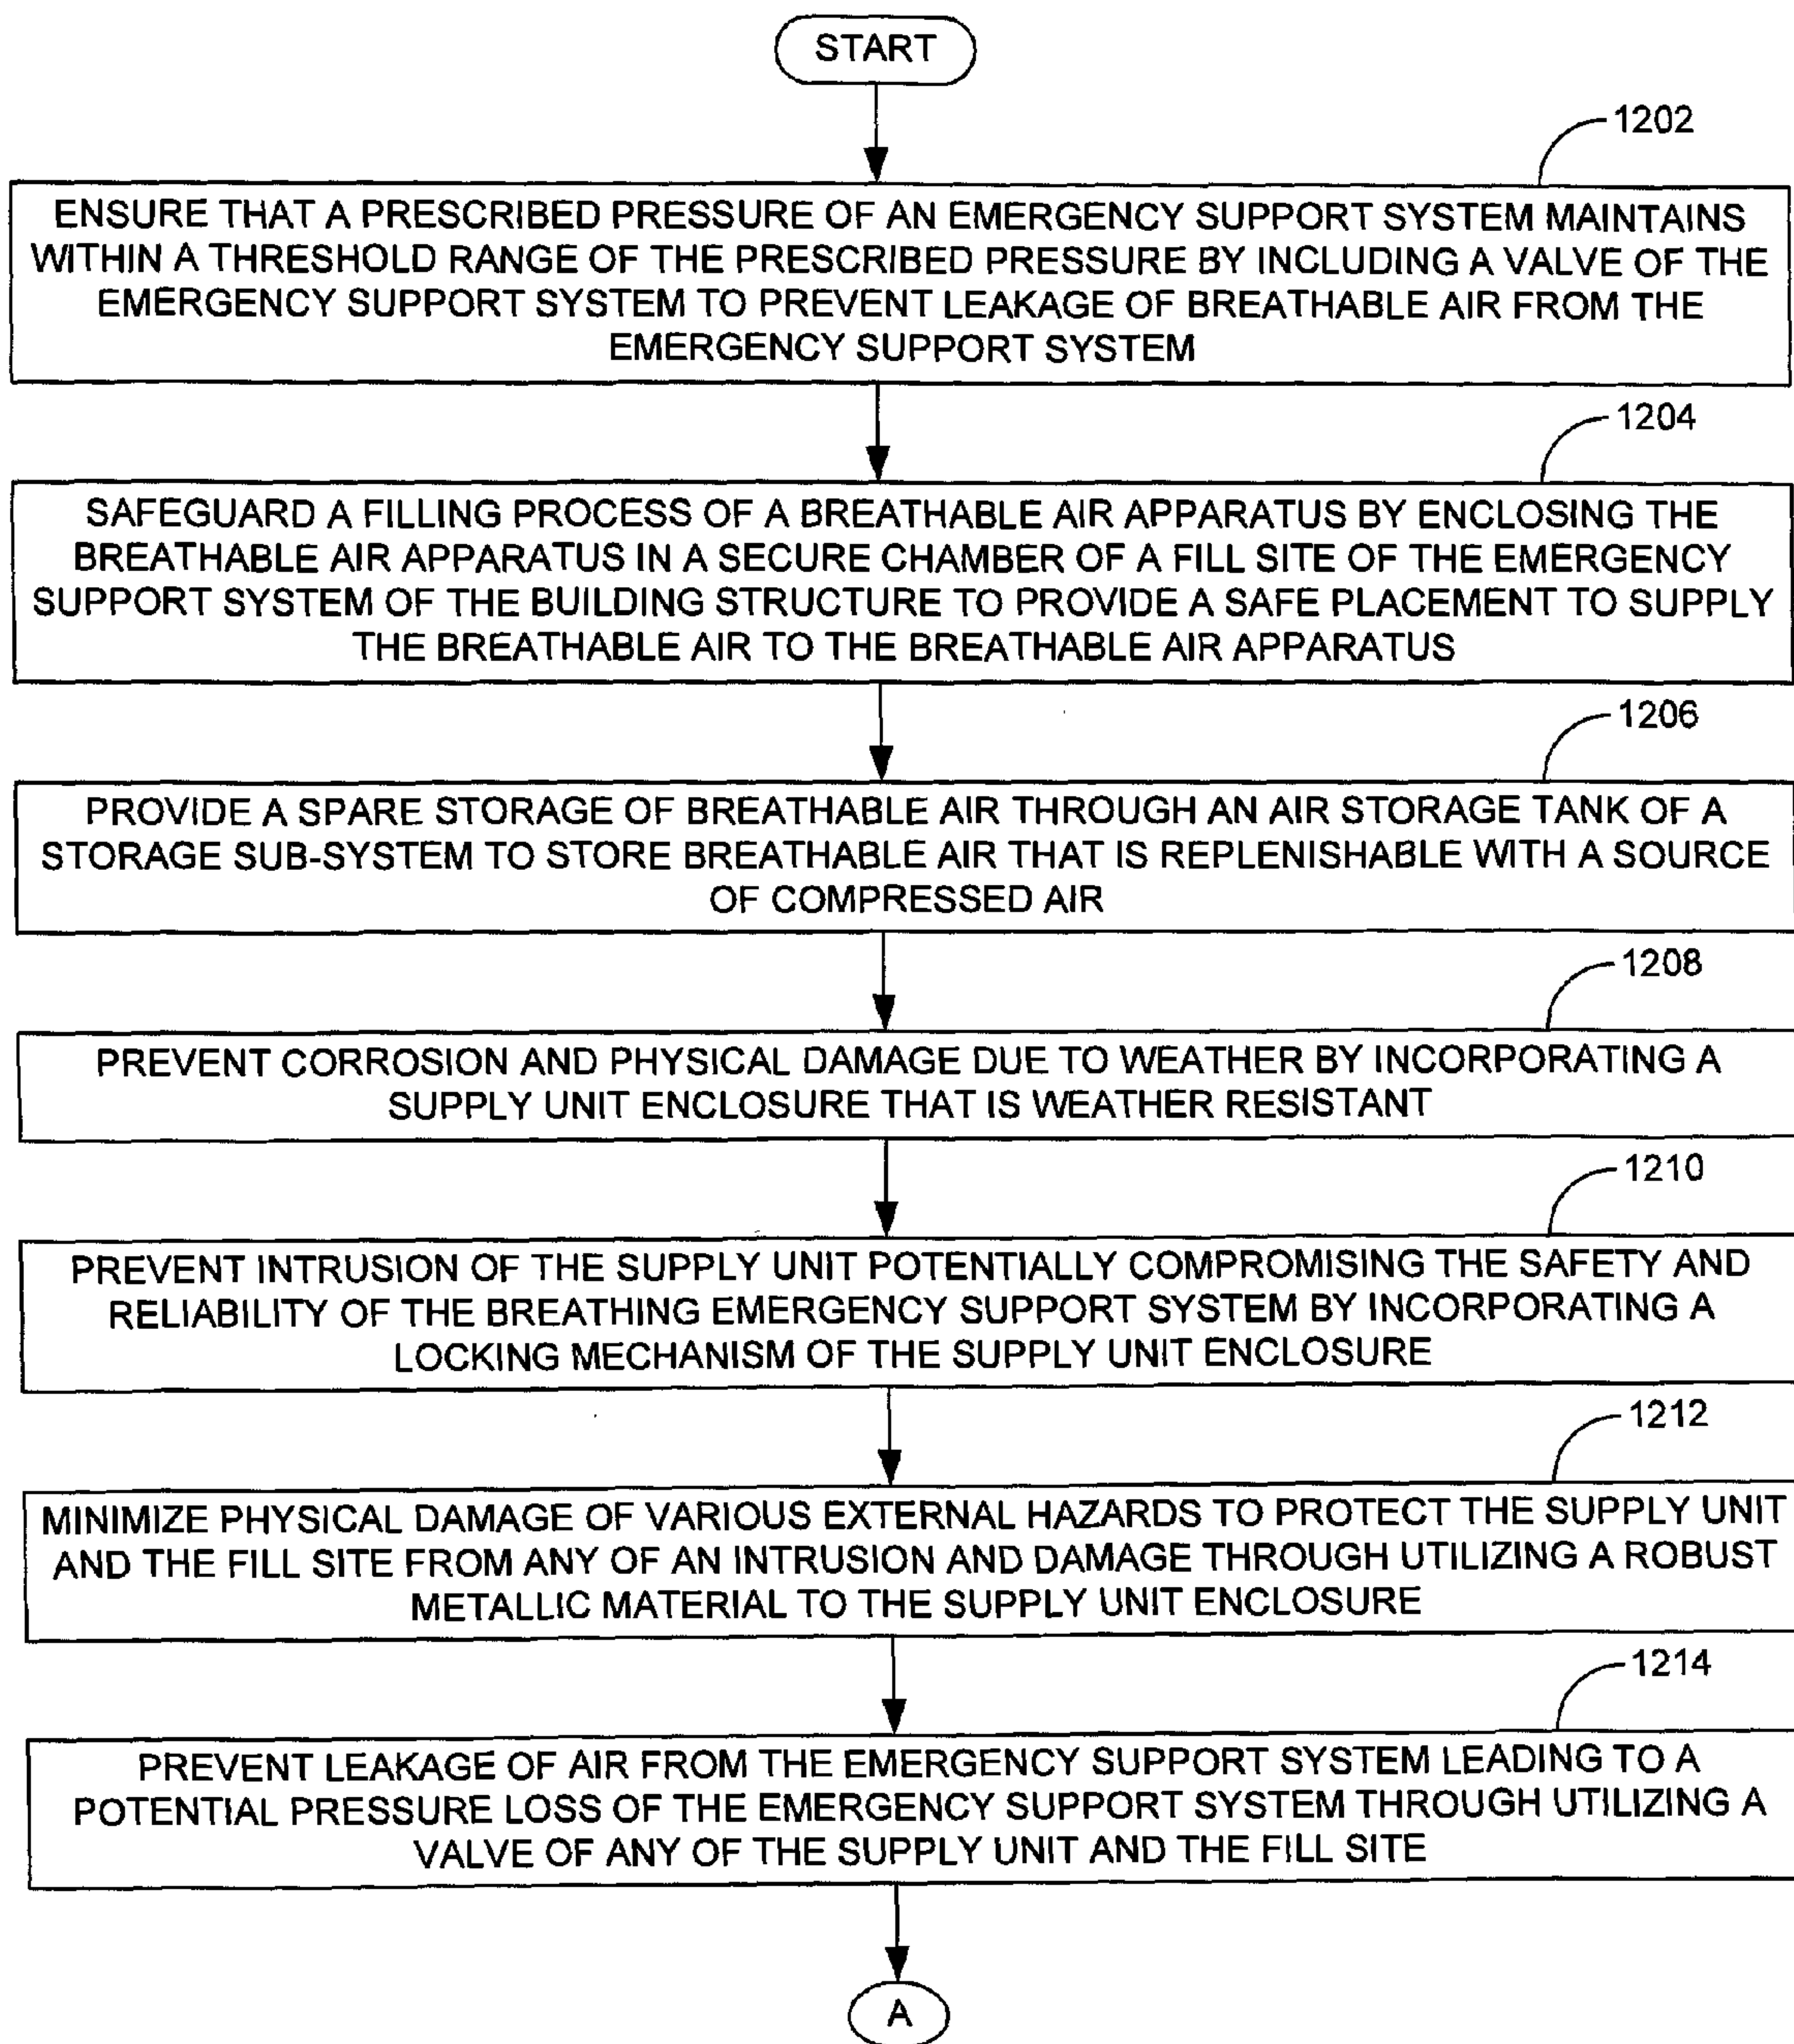 START
1202
ENSURE THAT A PRESCRIBED PRESSURE OF AN EMERGENCY SUPPORT SYSTEM MAINTAINS
WITHIN A THRESHOLD RANGE OF THE PRESCRIBED PRESSURE BY INCLUDING A VALVE OF THE
EMERGENCY SUPPORT SYSTEM TO PREVENT LEAKAGE OF BREATHABLE AIR FROM THE
EMERGENCY SUPPORT SYSTEM
1204
SAFEGUARD A FILLING PROCESS OF A BREATHABLE AIR APPARATUS BY ENCLOSING THE
BREATHABLE AIR APPARATUS IN A SECURE CHAMBER OF A FILL SITE OF THE EMERGENCY
SUPPORT SYSTEM OF THE BUILDING STRUCTURE TO PROVIDE A SAFE PLACEMENT TO SUPPLY
THE BREATHABLE AIR TO THE BREATHABLE AIR APPARATUS
1206
PROVIDE A SPARE STORAGE OF BREATHABLE AIR THROUGH AN AIR STORAGE TANK OF A
STORAGE SUB-SYSTEM TO STORE BREATHABLE AIR THAT IS REPLENISHABLE WITH A SOURCE
OF COMPRESSED AIR
1208
PREVENT CORROSION AND PHYSICAL DAMAGE DUE TO WEATHER BY INCORPORATING A
SUPPLY UNIT ENCLOSURE THAT IS WEATHER RESISTANT
1210
PREVENT INTRUSION OF THE SUPPLY UNIT POTENTIALLY COMPROMISING THE SAFETY AND
RELIABILITY OF THE BREATHING EMERGENCY SUPPORT SYSTEM BY INCORPORATING A
LOCKING MECHANISM OF THE SUPPLY UNIT ENCLOSURE
1212
MINIMIZE PHYSICAL DAMAGE OF VARIOUS EXTERNAL HAZARDS TO PROTECT THE SUPPLY UNIT
AND THE FILL SITE FROM ANY OF AN INTRUSION AND DAMAGE THROUGH UTILIZING A ROBUST
METALLIC MATERIAL TO THE SUPPLY UNIT ENCLOSURE
1214
PREVENT LEAKAGE OF AIR FROM THE EMERGENCY SUPPORT SYSTEM LEADING TO A
POTENTIAL PRESSURE LOSS OF THE EMERGENCY SUPPORT SYSTEM THROUGH UTILIZING A
VALVE OF ANY OF THE SUPPLY UNIT AND THE FILL SITE
A